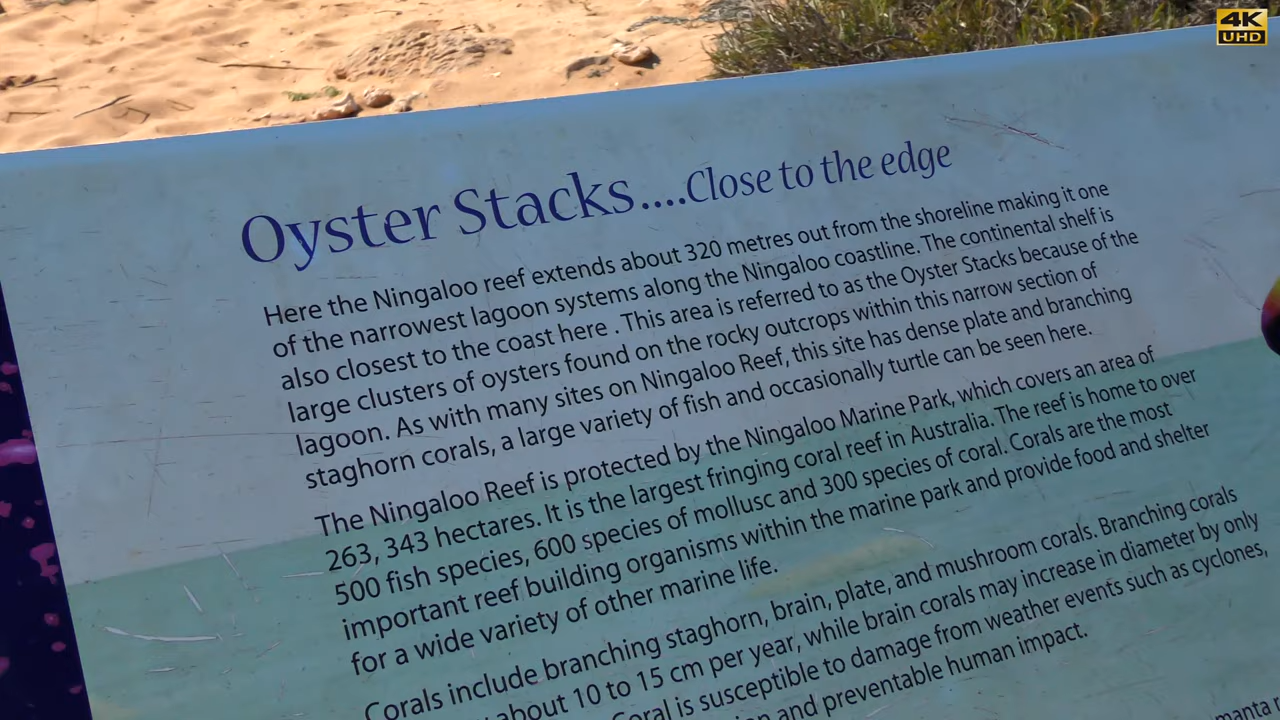 4K
UHD
Oyster Stacks....Close to the edge
Here the Ningaloo reef extends about 320 metres out from the shoreline making it one
of the narrowest lagoon systems along the Ningaloo coastline. The continental shelf is
also closest to the coast here . This area is referred to as the Oyster Stacks because of the
large clusters of oysters found on the rocky outcrops within this narrow section of
lagoon. As with many sites on Ningaloo Reef, this site has dense plate and branching
staghorn corals, a large variety of fish and occasionally turtle can be seen here.
The Ningaloo Reef is protected by the Ningaloo Marine Park, which covers an area of
263, 343 hectares. It is the largest fringing coral reef in Australia. The reef is home to over
500 fish species, 600 species of mollusc and 300 species of coral. Corals are the most
important reef building organisms within the marine park and provide food and shelter
for a wide variety of other marine life.
Corals include branching staghorn, brain, plate, and mushroom corals. Branching corals
about 10 to 15 cm per year, while brain corals may increase in diameter by only
Coral is susceptible to damage from weather events such as cyclones,
and preventable human impact.
manta